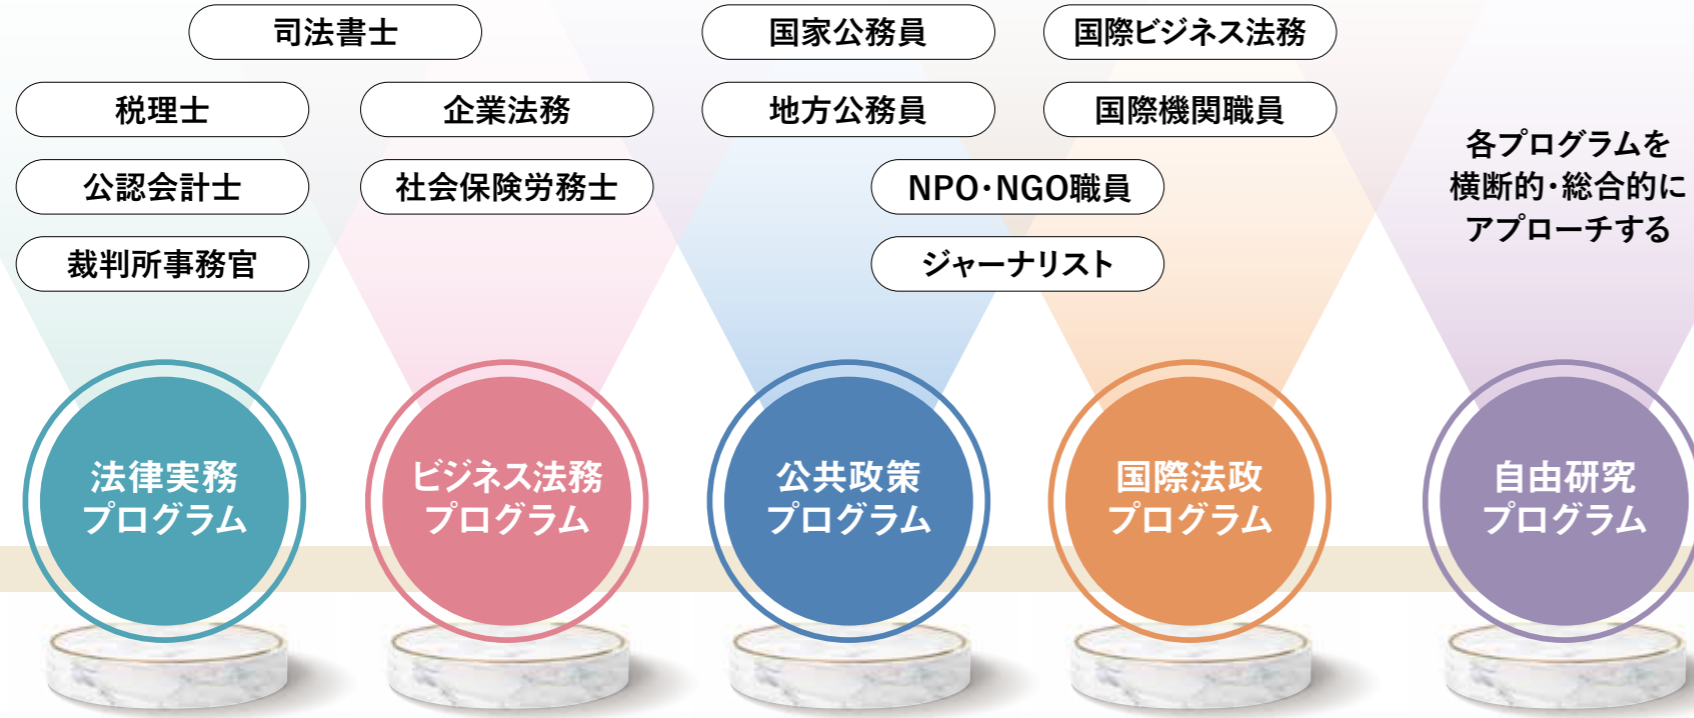 司法書士
国家公務員
国際ビジネス法務
税理士
企業法務
地方公務員
国際機関職員
公認会計士
社会保険労務士
NPO・NGO職員
裁判所事務官
ジャーナリスト
各プログラムを
横断的・総合的に
アプローチする
法律実務
プログラム
ビジネス法務
プログラム
公共政策
プログラム
国際法政
プログラム
自由研究
プログラム